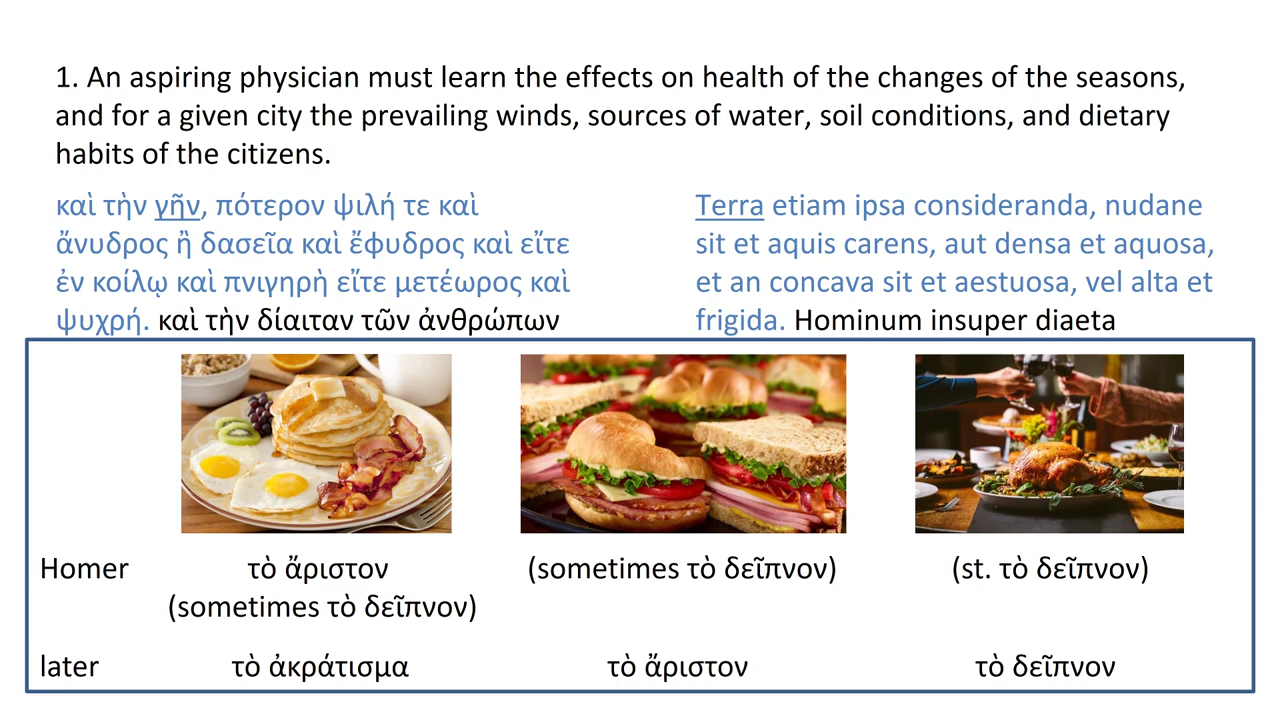 1. An aspiring physician must learn the effects on health of the changes of the seasons,
and for a given city the prevailing winds, sources of water, soil conditions, and dietary
habits of the citizens.
καὶ τὴν γῆν, πότερον ψιλή τε καὶ
ἄνυδρος ἢ δασεῖα καὶ ἔφυδρος καὶ εἴτε
ἐν κοίλῳ καὶ πνιγηρὴ εἴτε μετέωρος καὶ
ψυχρή. καὶ τὴν δίαιταν τῶν ἀνθρώπων
Terra etiam ipsa consideranda, nudane
sit et aquis carens, aut densa et aquosa,
et an concava sit et aestuosa, vel alta et
frigida. Hominum insuper diaeta
Homer
τὸ ἄριστον
(sometimes τὸ δεῖπνον)
(sometimes τὸ δεῖπνον)
(st. τὸ δεῖπνον)
later
τὸ ἀκράτισμα
τὸ ἄριστον
τὸ δεῖπνον